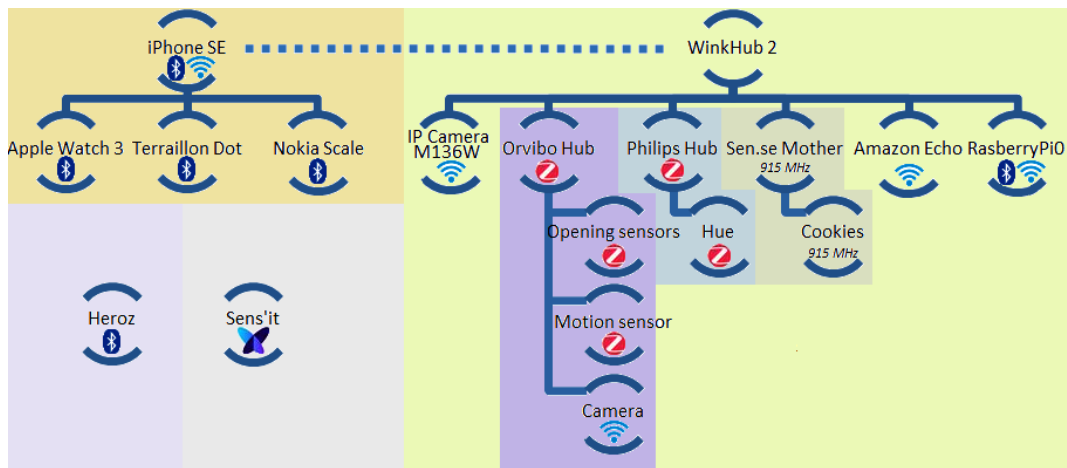 iPhone SE
WinkHub 2
Apple Watch 3
Terraillon Dot
Nokia Scale
IP Camera
M136W
Orvibo Hub
Philips Hub
Sen.se Mother
915 MHz
Amazon Echo
RasberryPi0
Opening sensors
Hue
Cookies
915 MHz
Heroz
Sens'it
Motion sensor
Camera